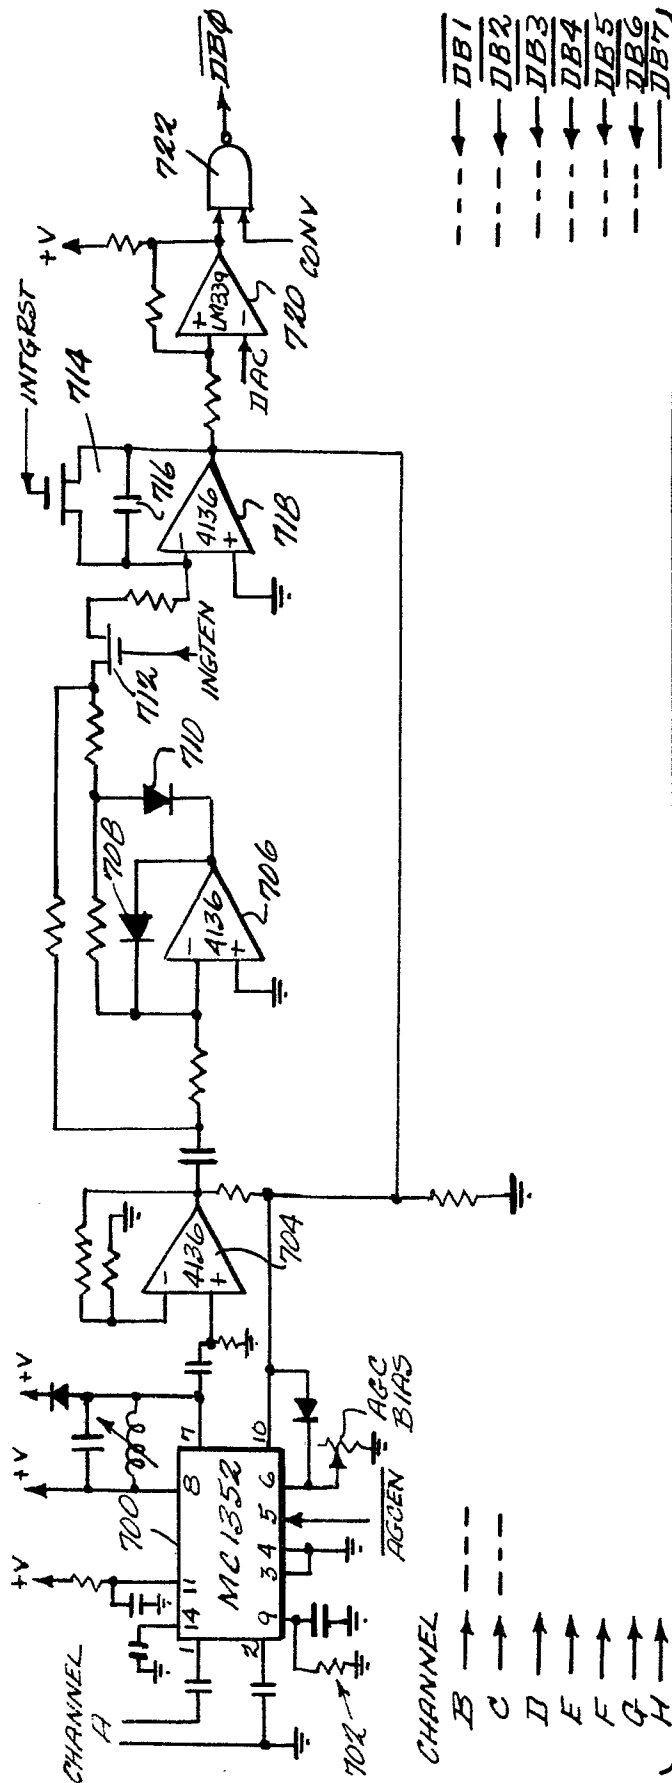 CHANNEL
A
+V
+V
+V
1
14
11
8
7
2
9
3
4
5
6
10
MC1352
700
702
AGCEN
AGC
BIAS
4136
-
+
704
4136
-
+
706
708
710
712
INGTEN
INTGRST
714
716
4136
-
+
718
+V
LM339
+
-
DAC
720
CONV
722
DBØ
CHANNEL
B
C
D
E
F
G
H
DB1
DB2
DB3
DB4
DB5
DB6
DB7